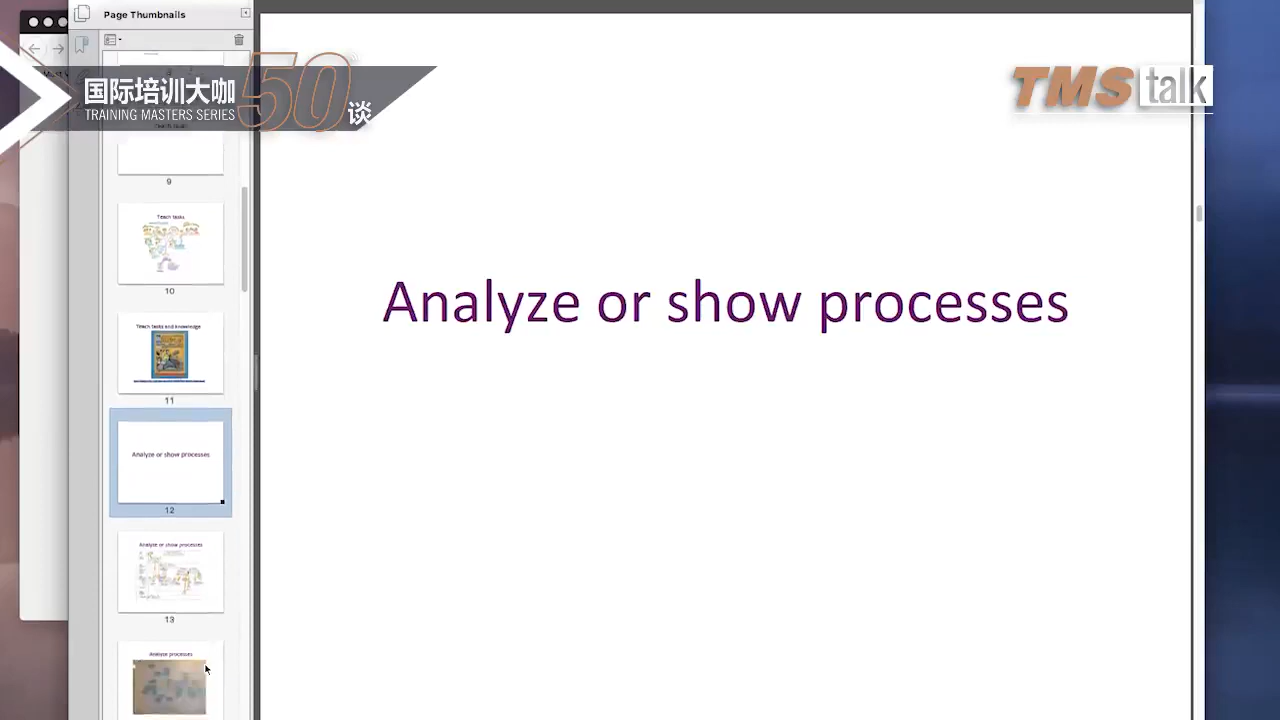 Page Thumbnails
国际培训大咖
50
谈
TRAINING MASTERS SERIES
TMS talk
9
Teach tasks
10
Teach tasks and knowledge
11
Analyze or show processes
12
Analyze or show processes
13
Analyze processes
Analyze or show processes